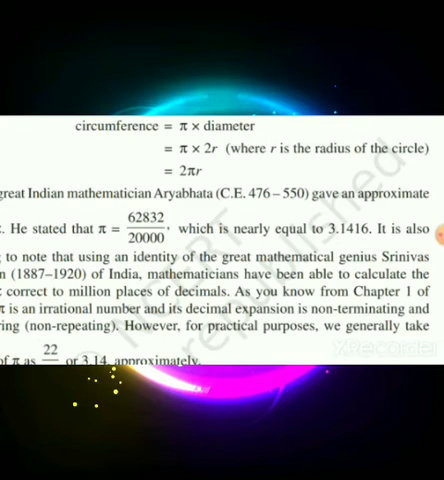 circumference = π × diameter
= π × 2r (where r is the radius of the circle)
= 2πr
great Indian mathematician Aryabhata (C.E. 476 – 550) gave an approximate
. He stated that π = 62832/20000, which is nearly equal to 3.1416. It is also
to note that using an identity of the great mathematical genius Srinivas
n (1887–1920) of India, mathematicians have been able to calculate the
correct to million places of decimals. As you know from Chapter 1 of
π is an irrational number and its decimal expansion is non-terminating and
ring (non-repeating). However, for practical purposes, we generally take
of π as 22 or 3.14, approximately.
NCERT
republished